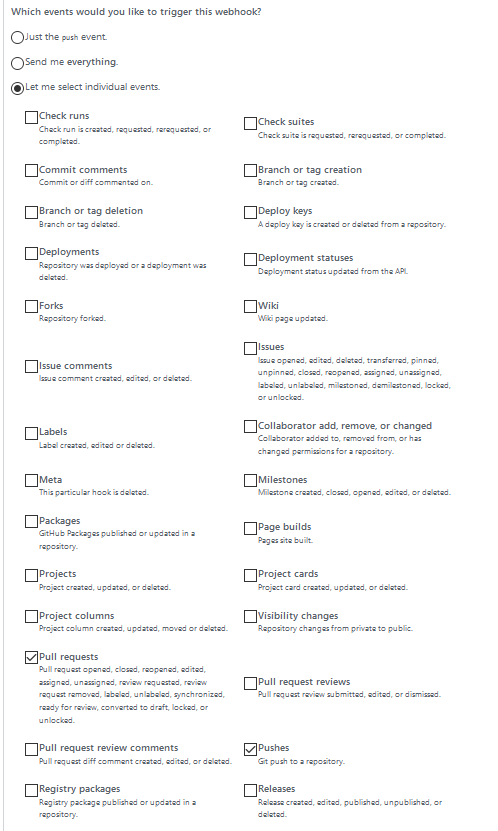 Which events would you like to trigger this webhook?
Just the push event.
Send me everything.
Let me select individual events.
Check runs
Check run is created, requested, rerequested, or
completed.
Check suites
Check suite is requested, rerequested, or completed.
Commit comments
Commit or diff commented on.
Branch or tag creation
Branch or tag created.
Branch or tag deletion
Branch or tag deleted.
Deploy keys
A deploy key is created or deleted from a repository.
Deployments
Repository was deployed or a deployment was
deleted.
Deployment statuses
Deployment status updated from the API.
Forks
Repository forked.
Wiki
Wiki page updated.
Issue comments
Issue comment created, edited, or deleted.
Issues
Issue opened, edited, deleted, transferred, pinned,
unpinned, closed, reopened, assigned, unassigned,
labeled, unlabeled, milestoned, demilestoned, locked,
or unlocked.
Labels
Label created, edited or deleted.
Collaborator add, remove, or changed
Collaborator added to, removed from, or has
changed permissions for a repository.
Meta
This particular hook is deleted.
Milestones
Milestone created, closed, opened, edited, or deleted.
Packages
GitHub Packages published or updated in a
repository.
Page builds
Pages site built.
Projects
Project created, updated, or deleted.
Project cards
Project card created, updated, or deleted.
Project columns
Project column created, updated, moved or deleted.
Visibility changes
Repository changes from private to public.
Pull requests
Pull request opened, closed, reopened, edited,
assigned, unassigned, review requested, review
request removed, labeled, unlabeled, synchronized,
ready for review, converted to draft, locked, or
unlocked.
Pull request reviews
Pull request review submitted, edited, or dismissed.
Pull request review comments
Pull request diff comment created, edited, or deleted.
Pushes
Git push to a repository.
Registry packages
Registry package published or updated in a
repository.
Releases
Release created, edited, published, unpublished, or
deleted.